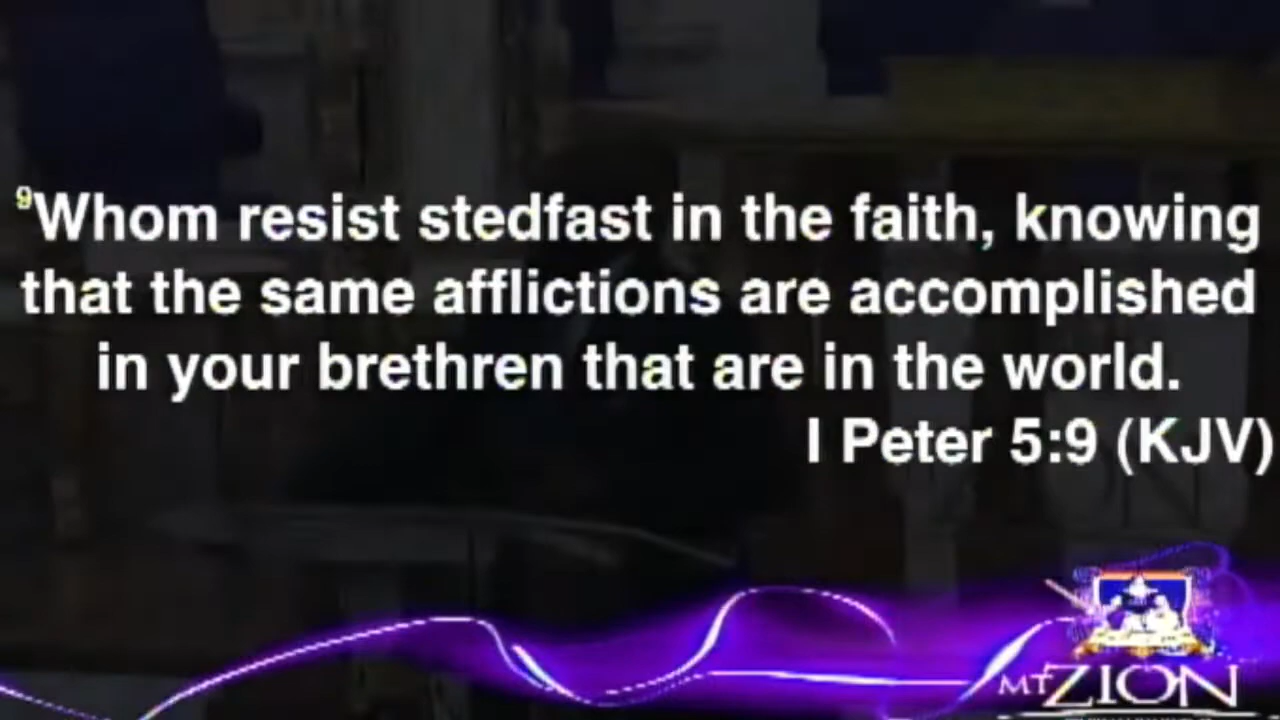 ⁹Whom resist stedfast in the faith, knowing
that the same afflictions are accomplished
in your brethren that are in the world.
I Peter 5:9 (KJV)
MT ZION